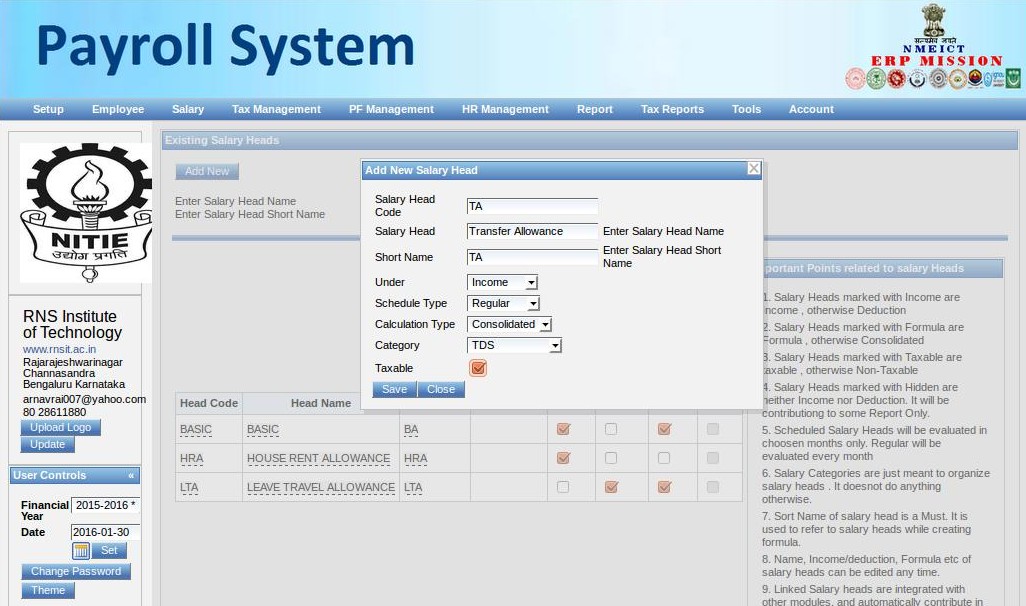 Payroll System
सत्यमेव जयते
NMEICT
ERP MISSION
Setup Employee Salary Tax Management PF Management HR Management Report Tax Reports Tools Account
NITIE
उद्योग प्रगति
RNS Institute
of Technology
www.rnsit.ac.in
Rajarajeshwarinagar
Channasandra
Bengaluru Karnataka
arnavrai007@yahoo.com
80 28611880
Upload Logo
Update
User Controls «
Financial Year 2015-2016 *
Date 2016-01-30
Set
Change Password
Theme
Existing Salary Heads
Add New
Enter Salary Head Name
Enter Salary Head Short Name
Add New Salary Head X
Salary Head Code TA
Salary Head Transfer Allowance Enter Salary Head Name
Short Name TA Enter Salary Head Short
Name
Under Income
Schedule Type Regular
Calculation Type Consolidated
Category TDS
Taxable
Save Close
Head Code Head Name
BASIC BASIC BA
HRA HOUSE RENT ALLOWANCE HRA
LTA LEAVE TRAVEL ALLOWANCE LTA
portant Points related to salary Heads
1. Salary Heads marked with Income are
ncome , otherwise Deduction
2. Salary Heads marked with Formula are
Formula , otherwise Consolidated
3. Salary Heads marked with Taxable are
taxable , otherwise Non-Taxable
4. Salary Heads marked with Hidden are
neither Income nor Deduction. It will be
contributiong to some Report Only.
5. Scheduled Salary Heads will be evaluated in
choosen months only. Regular will be
evaluated every month
6. Salary Categories are just meant to organize
salary heads . It doesnot do anything
otherwise.
7. Sort Name of salary head is a Must. It is
used to refer to salary heads while creating
formula.
8. Name, Income/deduction, Formula etc of
salary heads can be edited any time.
9. Linked Salary heads are integrated with
other modules, and automatically contribute in